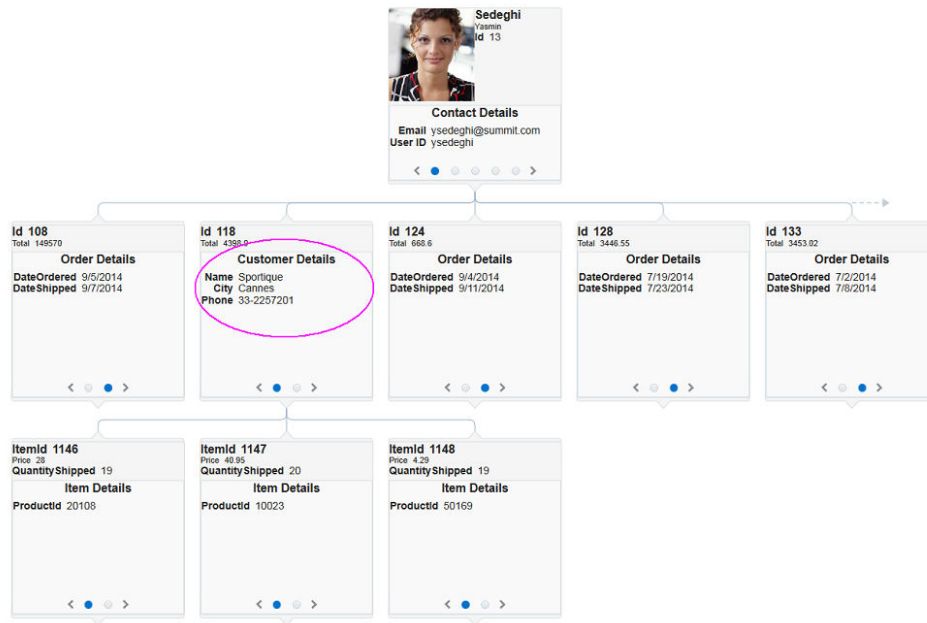 Sedeghi
Yasmin
Id 13
Contact Details
Email ysedeghi@summit.com
User ID ysedeghi
Id 108
Total 149570
Order Details
DateOrdered 9/5/2014
DateShipped 9/7/2014
Id 118
Total 4398.9
Customer Details
Name Sportique
City Cannes
Phone 33-2257201
Id 124
Total 668.6
Order Details
DateOrdered 9/4/2014
DateShipped 9/11/2014
Id 128
Total 3446.55
Order Details
DateOrdered 7/19/2014
DateShipped 7/23/2014
Id 133
Total 3453.02
Order Details
DateOrdered 7/2/2014
DateShipped 7/8/2014
ItemId 1146
Price 28
QuantityShipped 19
Item Details
ProductId 20108
ItemId 1147
Price 40.95
QuantityShipped 20
Item Details
ProductId 10023
ItemId 1148
Price 4.29
QuantityShipped 19
Item Details
ProductId 50169